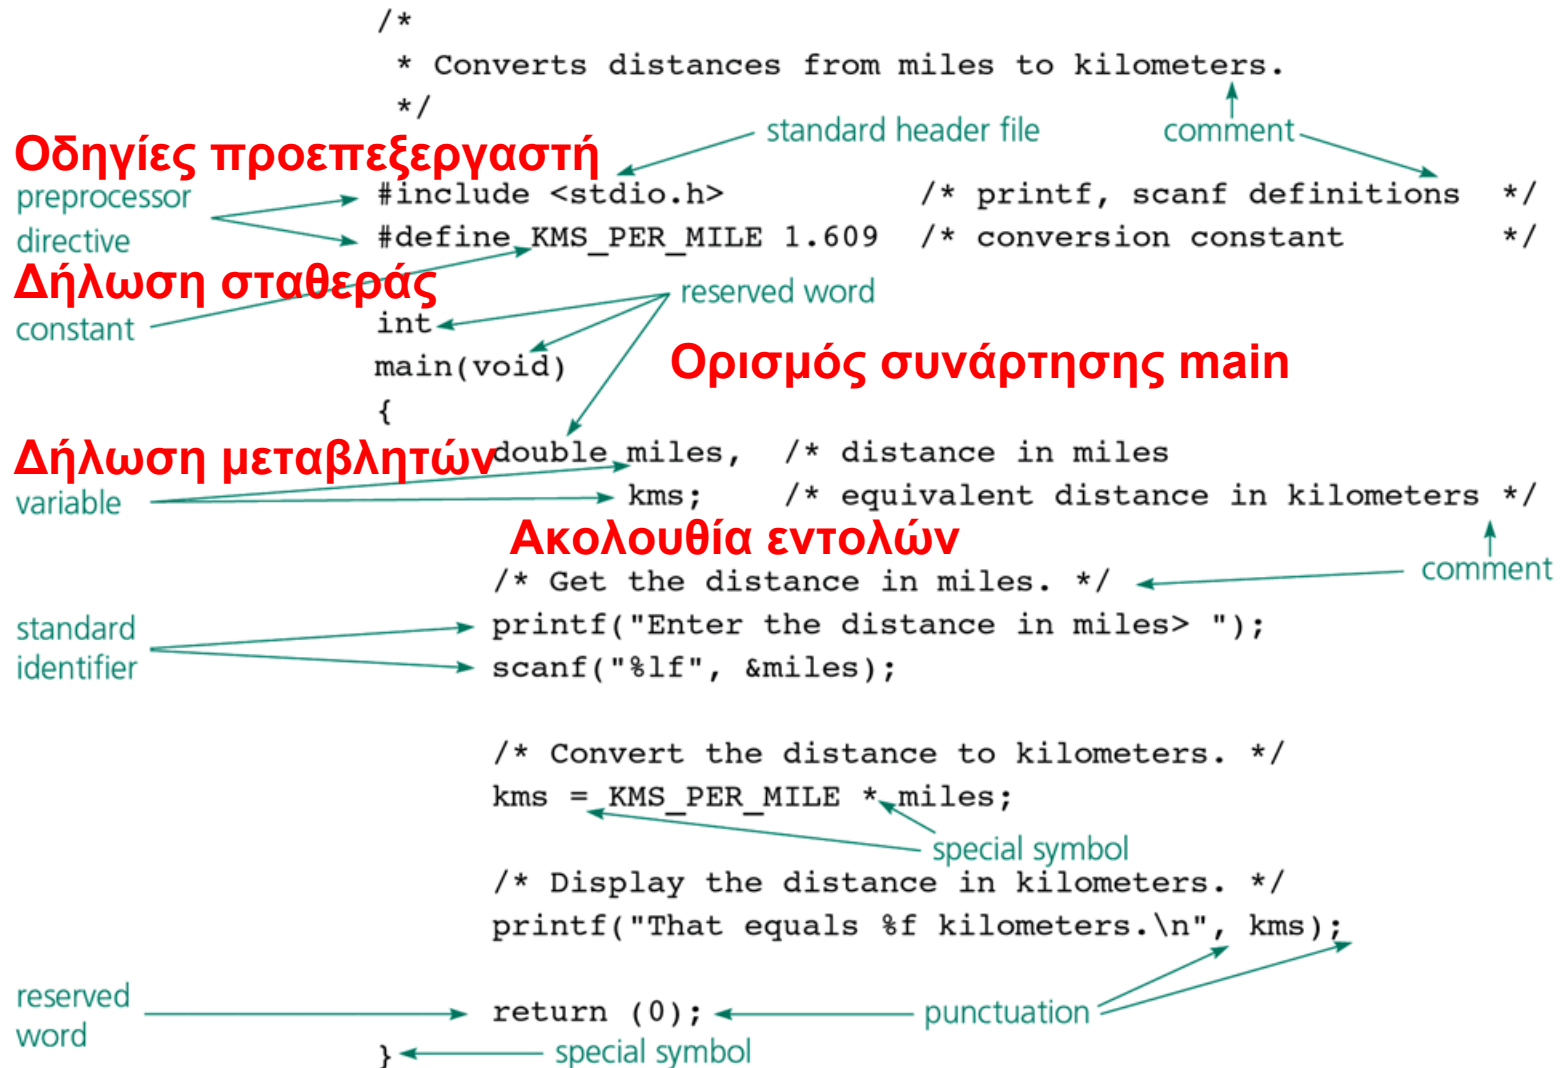 /*
* Converts distances from miles to kilometers.
*/
standard header file comment
Οδηγίες προεπεξεργαστή
preprocessor #include <stdio.h> /* printf, scanf definitions */
directive #define KMS_PER_MILE 1.609 /* conversion constant */
Δήλωση σταθεράς
reserved word
constant int
main(void) Ορισμός συνάρτησης main
{
Δήλωση μεταβλητών double miles, /* distance in miles
variable kms; /* equivalent distance in kilometers */
Ακολουθία εντολών
/* Get the distance in miles. */ comment
standard printf("Enter the distance in miles> ");
identifier scanf("%lf", &miles);
/* Convert the distance to kilometers. */
kms = KMS_PER_MILE * miles;
special symbol
/* Display the distance in kilometers. */
printf("That equals %f kilometers.\n", kms);
reserved
word return (0); punctuation
} special symbol